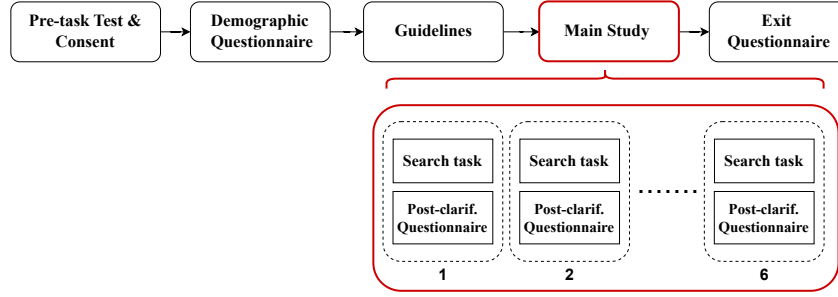 Pre-task Test &
Consent
Demographic
Questionnaire
Guidelines
Main Study
Exit
Questionnaire
Search task
Post-clarif.
Questionnaire
1
Search task
Post-clarif.
Questionnaire
2
.......
Search task
Post-clarif.
Questionnaire
6